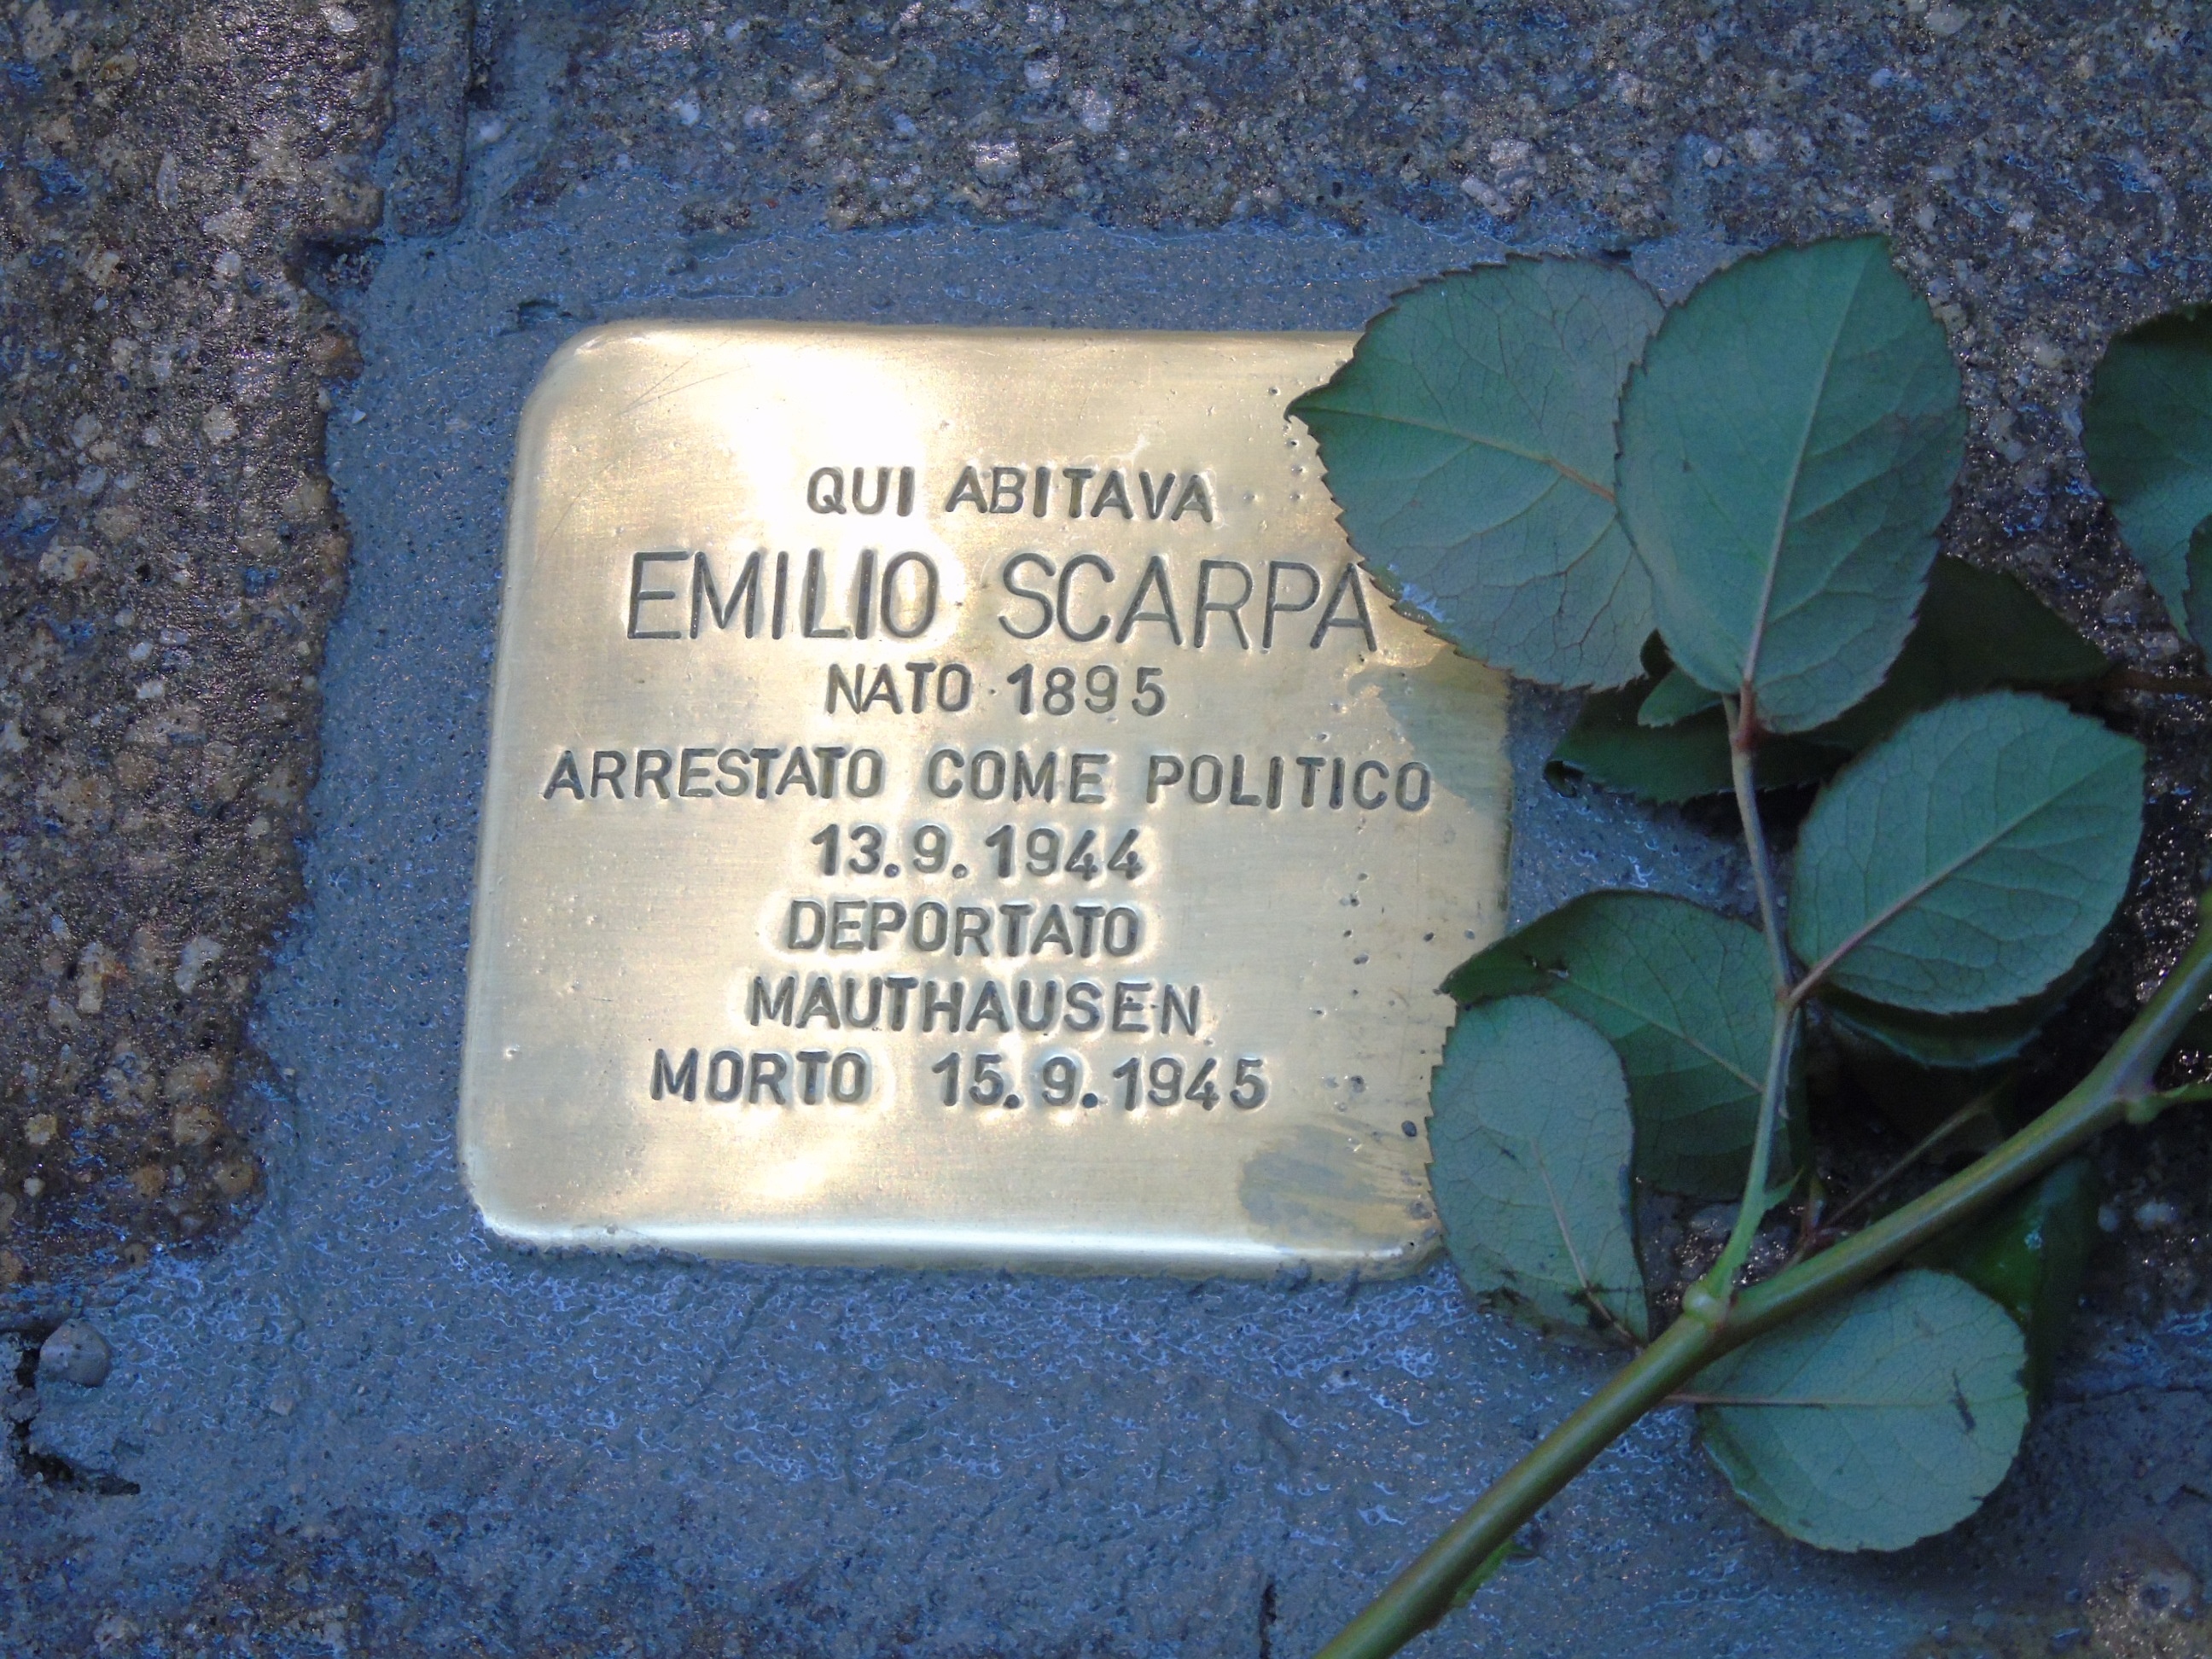 QUI ABITAVA
EMILIO SCARPA
NATO 1895
ARRESTATO COME POLITICO
13.9.1944
DEPORTATO
MAUTHAUSEN
MORTO 15.9.1945